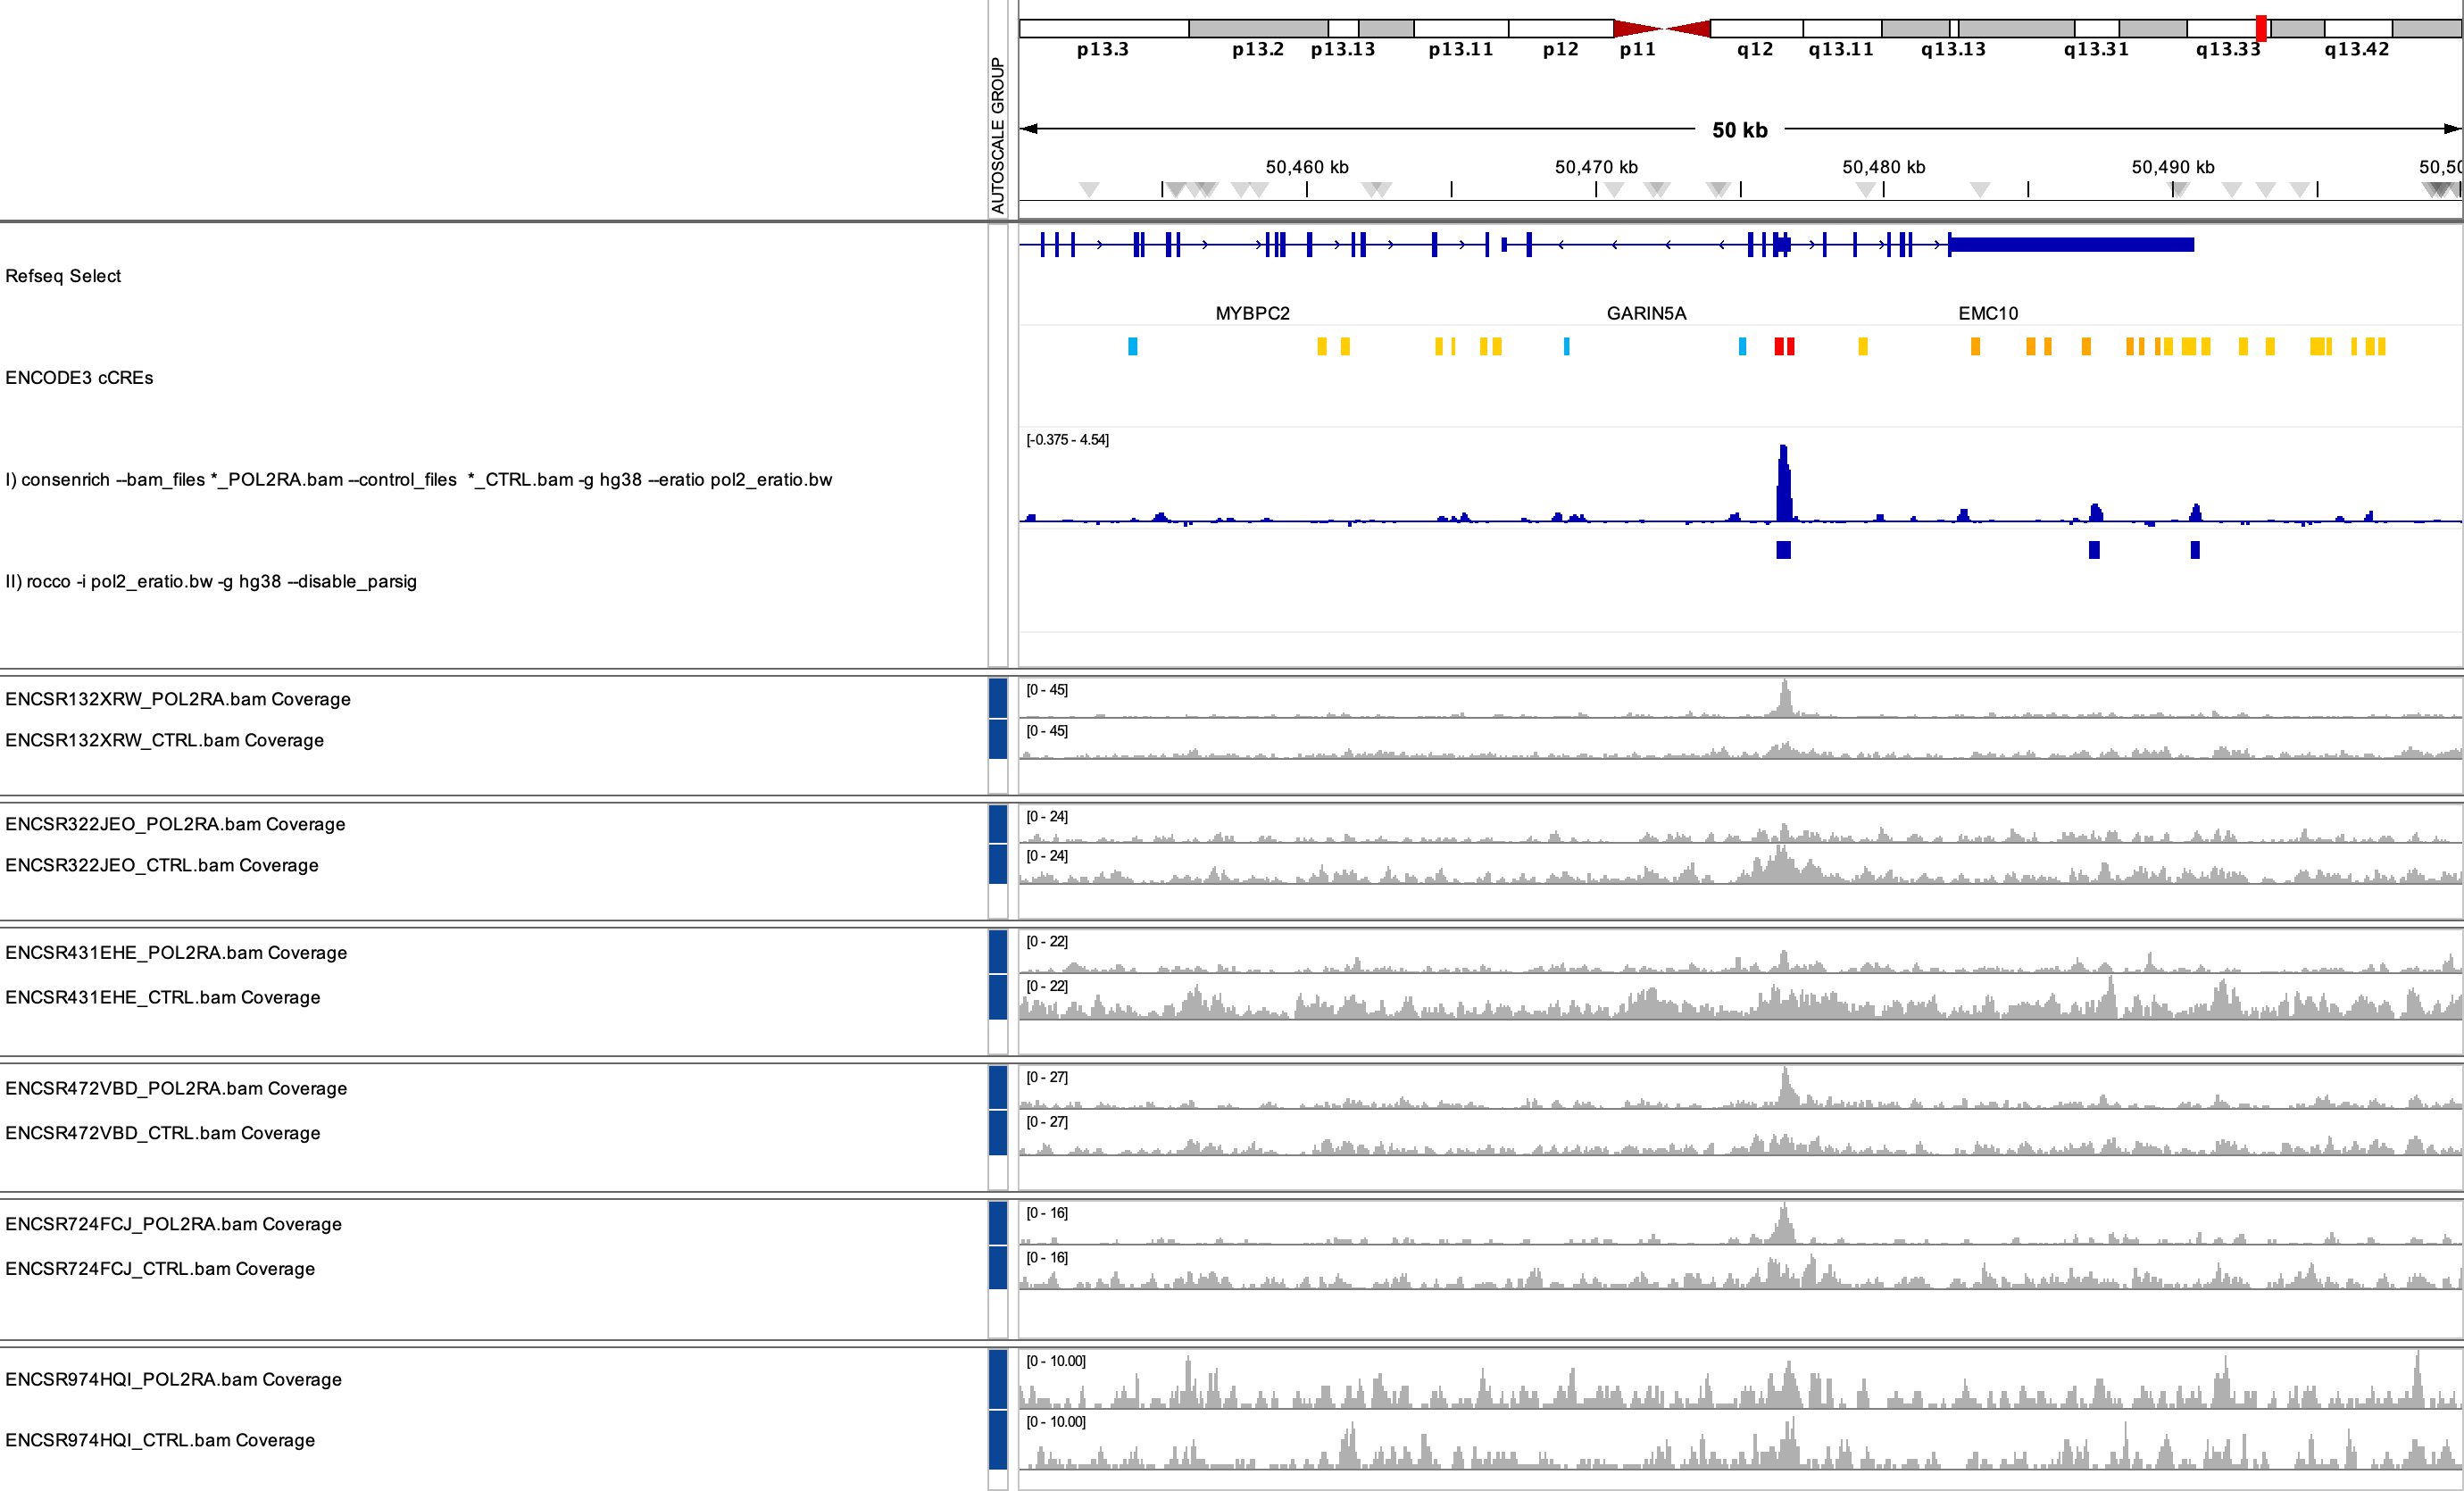 p13.3 p13.2 p13.13 p13.11 p12 p11 q12 q13.11 q13.13 q13.31 q13.33 q13.42
AUTOSCALE GROUP
50 kb
50,460 kb 50,470 kb 50,480 kb 50,490 kb 50,50
Refseq Select
MYBPC2 GARIN5A EMC10
ENCODE3 cCREs
[-0.375 - 4.54]
I) consenrich --bam_files *_POL2RA.bam --control_files *_CTRL.bam -g hg38 --eratio pol2_eratio.bw
II) rocco -i pol2_eratio.bw -g hg38 --disable_parsig
ENCSR132XRW_POL2RA.bam Coverage [0 - 45]
ENCSR132XRW_CTRL.bam Coverage [0 - 45]
ENCSR322JEO_POL2RA.bam Coverage [0 - 24]
ENCSR322JEO_CTRL.bam Coverage [0 - 24]
ENCSR431EHE_POL2RA.bam Coverage [0 - 22]
ENCSR431EHE_CTRL.bam Coverage [0 - 22]
ENCSR472VBD_POL2RA.bam Coverage [0 - 27]
ENCSR472VBD_CTRL.bam Coverage [0 - 27]
ENCSR724FCJ_POL2RA.bam Coverage [0 - 16]
ENCSR724FCJ_CTRL.bam Coverage [0 - 16]
ENCSR974HQI_POL2RA.bam Coverage [0 - 10.00]
ENCSR974HQI_CTRL.bam Coverage [0 - 10.00]